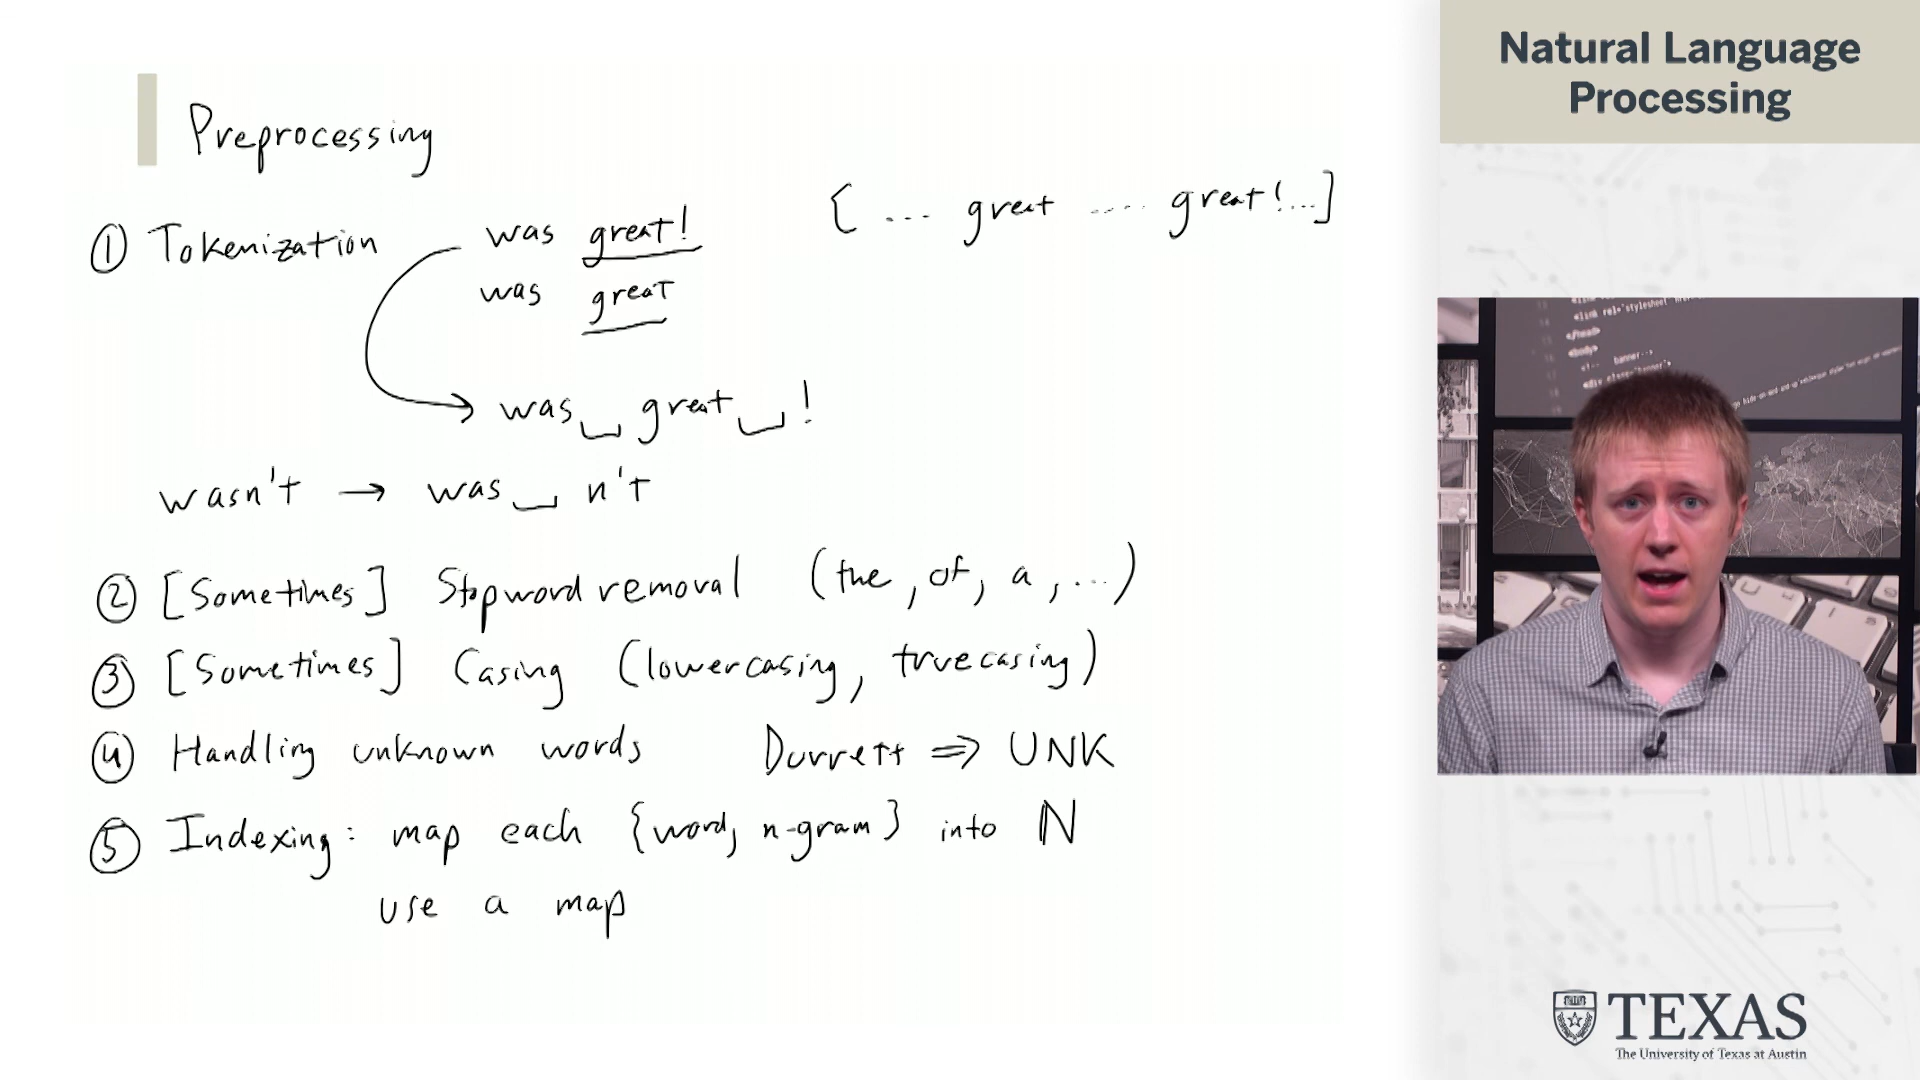 Natural Language
Processing
Preprocessing
① Tokenization
was great!
was great
[ ... great ..... great! ... ]
was␣great␣!
wasn't → was␣n't
② [Sometimes] Stopword removal (the, of, a, ...)
③ [Sometimes] Casing (lowercasing, truecasing)
④ Handling unknown words Durrett ⇒ UNK
⑤ Indexing: map each {word, n-gram} into ℕ
use a map
TEXAS
The University of Texas at Austin